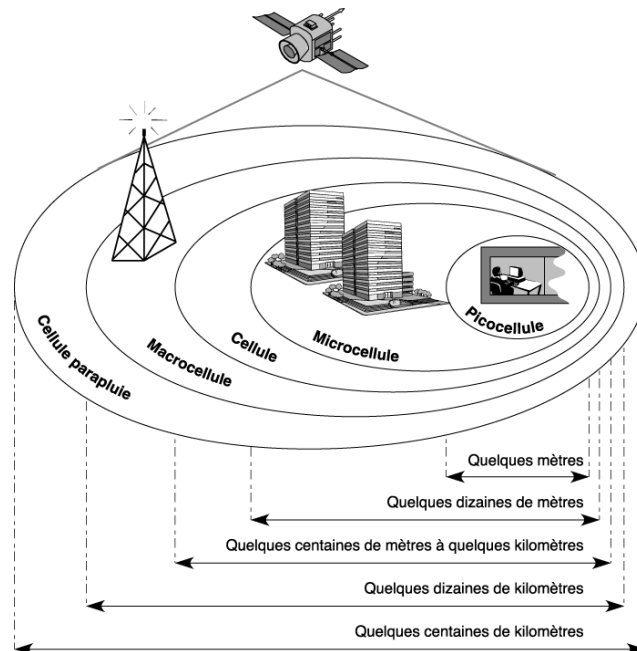 Cellule parapluie
Macrocellule
Cellule
Microcellule
Picocellule
Quelques mètres
Quelques dizaines de mètres
Quelques centaines de mètres à quelques kilomètres
Quelques dizaines de kilomètres
Quelques centaines de kilomètres